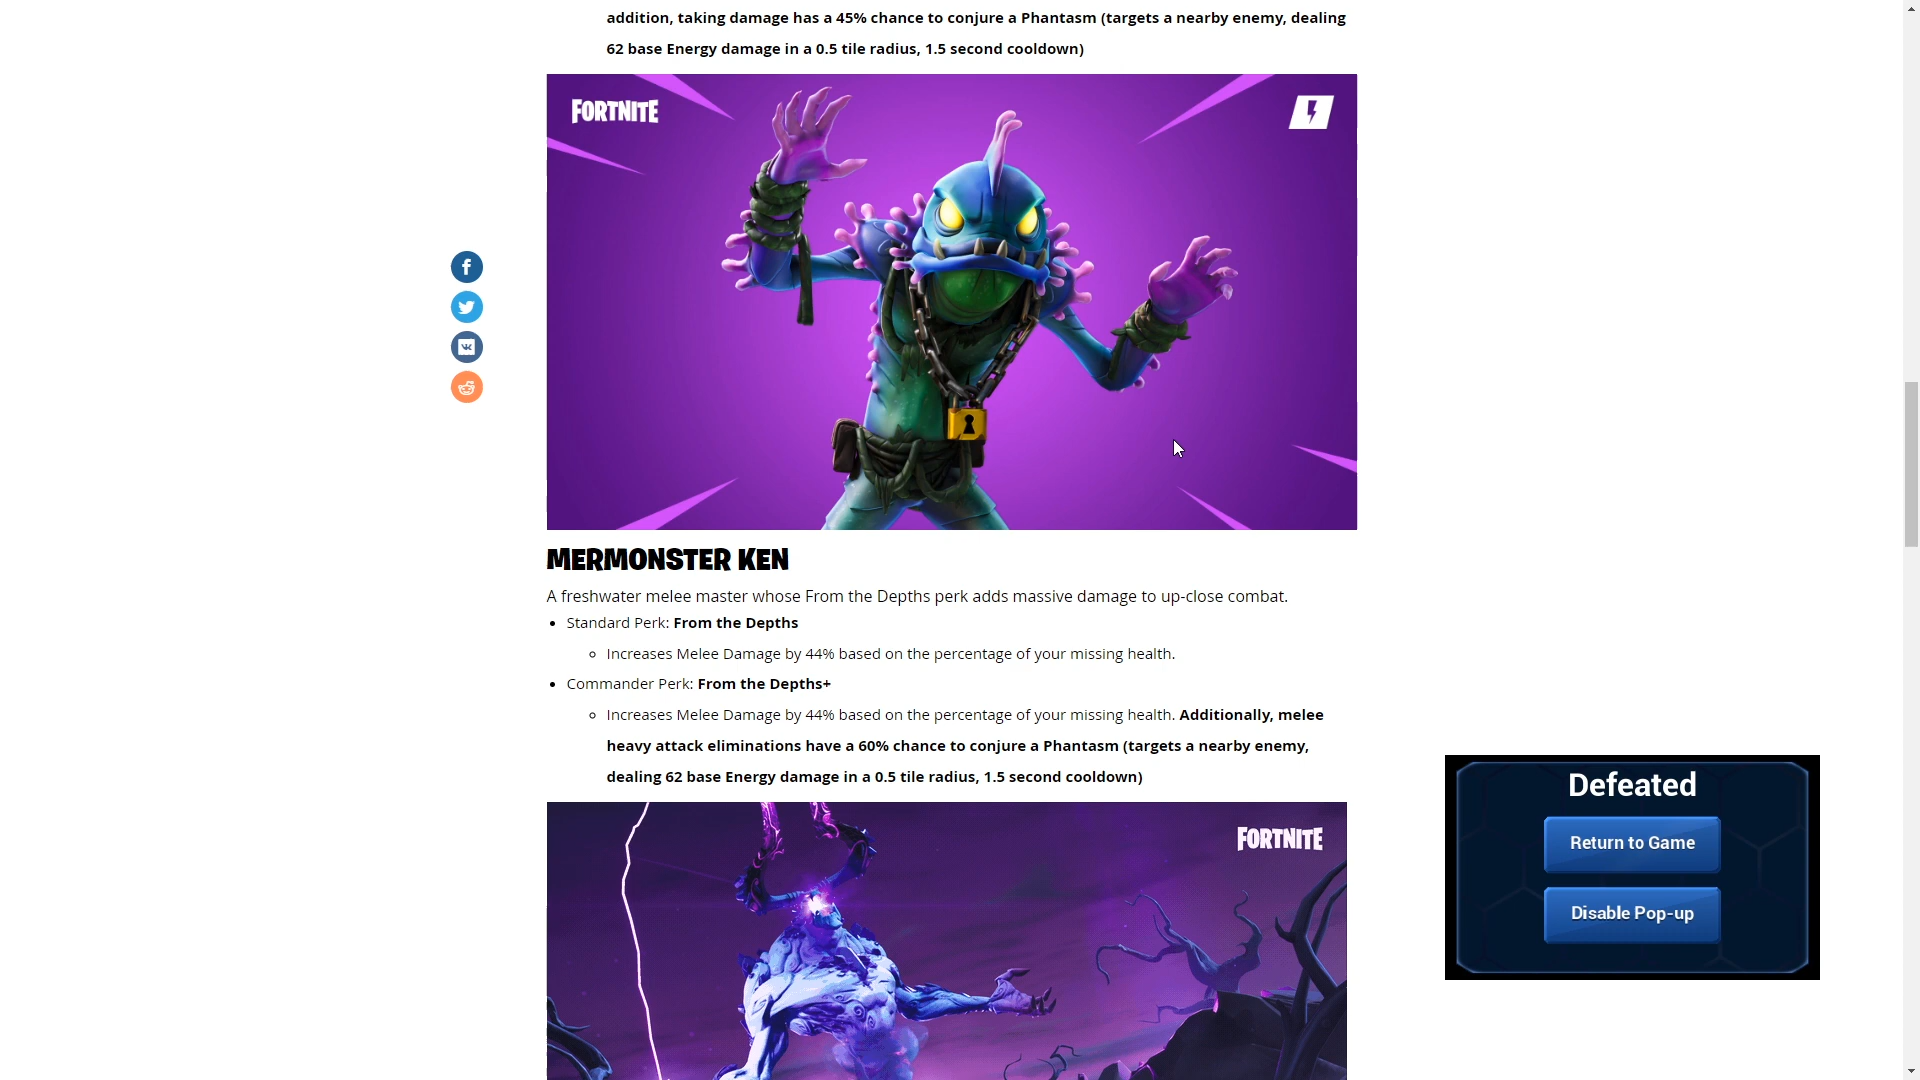 addition, taking damage has a 45% chance to conjure a Phantasm (targets a nearby enemy, dealing
62 base Energy damage in a 0.5 tile radius, 1.5 second cooldown)
FORTNITE
MERMONSTER KEN
A freshwater melee master whose From the Depths perk adds massive damage to up-close combat.
Standard Perk: From the Depths
Increases Melee Damage by 44% based on the percentage of your missing health.
Commander Perk: From the Depths+
Increases Melee Damage by 44% based on the percentage of your missing health. Additionally, melee
heavy attack eliminations have a 60% chance to conjure a Phantasm (targets a nearby enemy,
dealing 62 base Energy damage in a 0.5 tile radius, 1.5 second cooldown)
FORTNITE
Defeated
Return to Game
Disable Pop-up